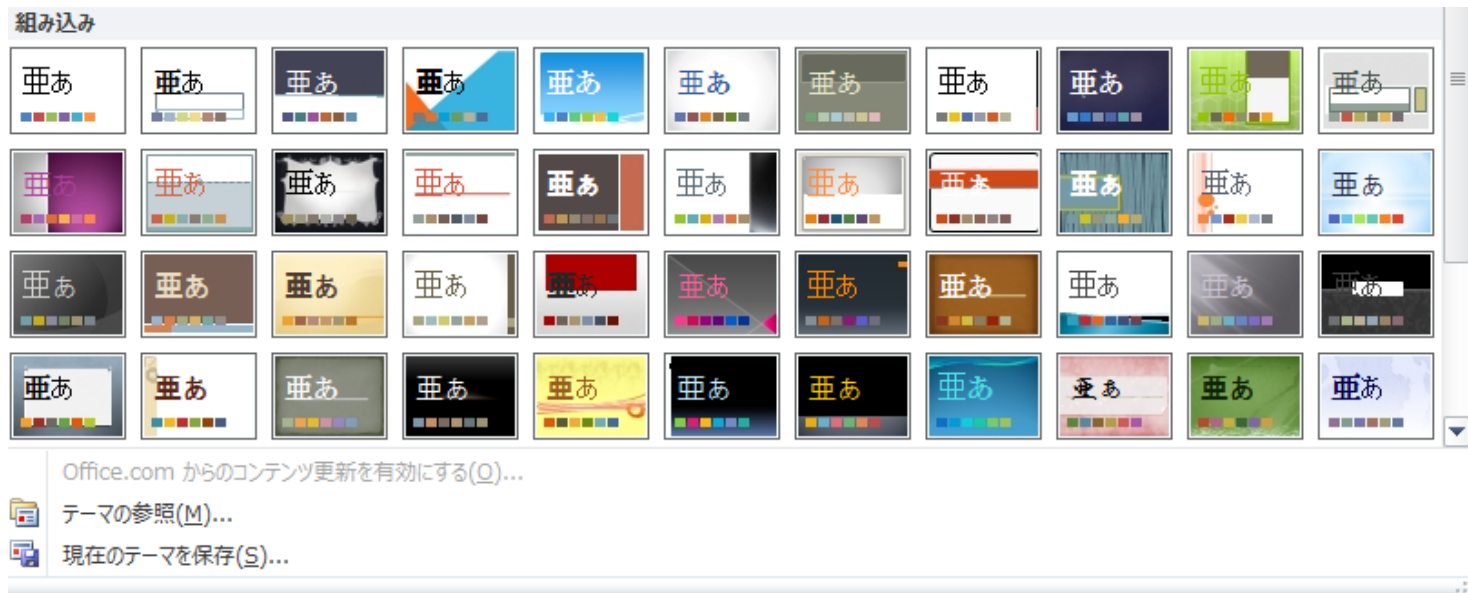 組み込み
亜あ 亜あ 亜あ 亜あ 亜あ 亜あ 亜あ 亜あ 亜あ 亜あ 亜あ
亜あ 亜あ 亜あ 亜あ 亜あ 亜あ 亜あ 亜あ 亜あ 亜あ 亜あ
亜あ 亜あ 亜あ 亜あ 亜あ 亜あ 亜あ 亜あ 亜あ 亜あ 亜あ
亜あ 亜あ 亜あ 亜あ 亜あ 亜あ 亜あ 亜あ 亜あ 亜あ 亜あ
Office.com からのコンテンツ更新を有効にする(O)...
テーマの参照(M)...
現在のテーマを保存(S)...